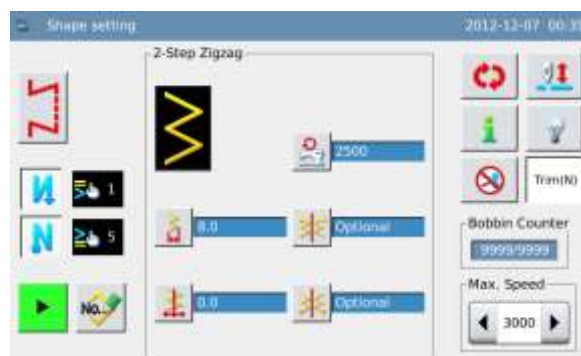 Shape setting
2012-12-07 00:35
2-Step Zigzag
2500
1
Trim(N)
8.0
Optional
5
Bobbin Counter
9999/9999
Max. Speed
No...
0.0
Optional
3000